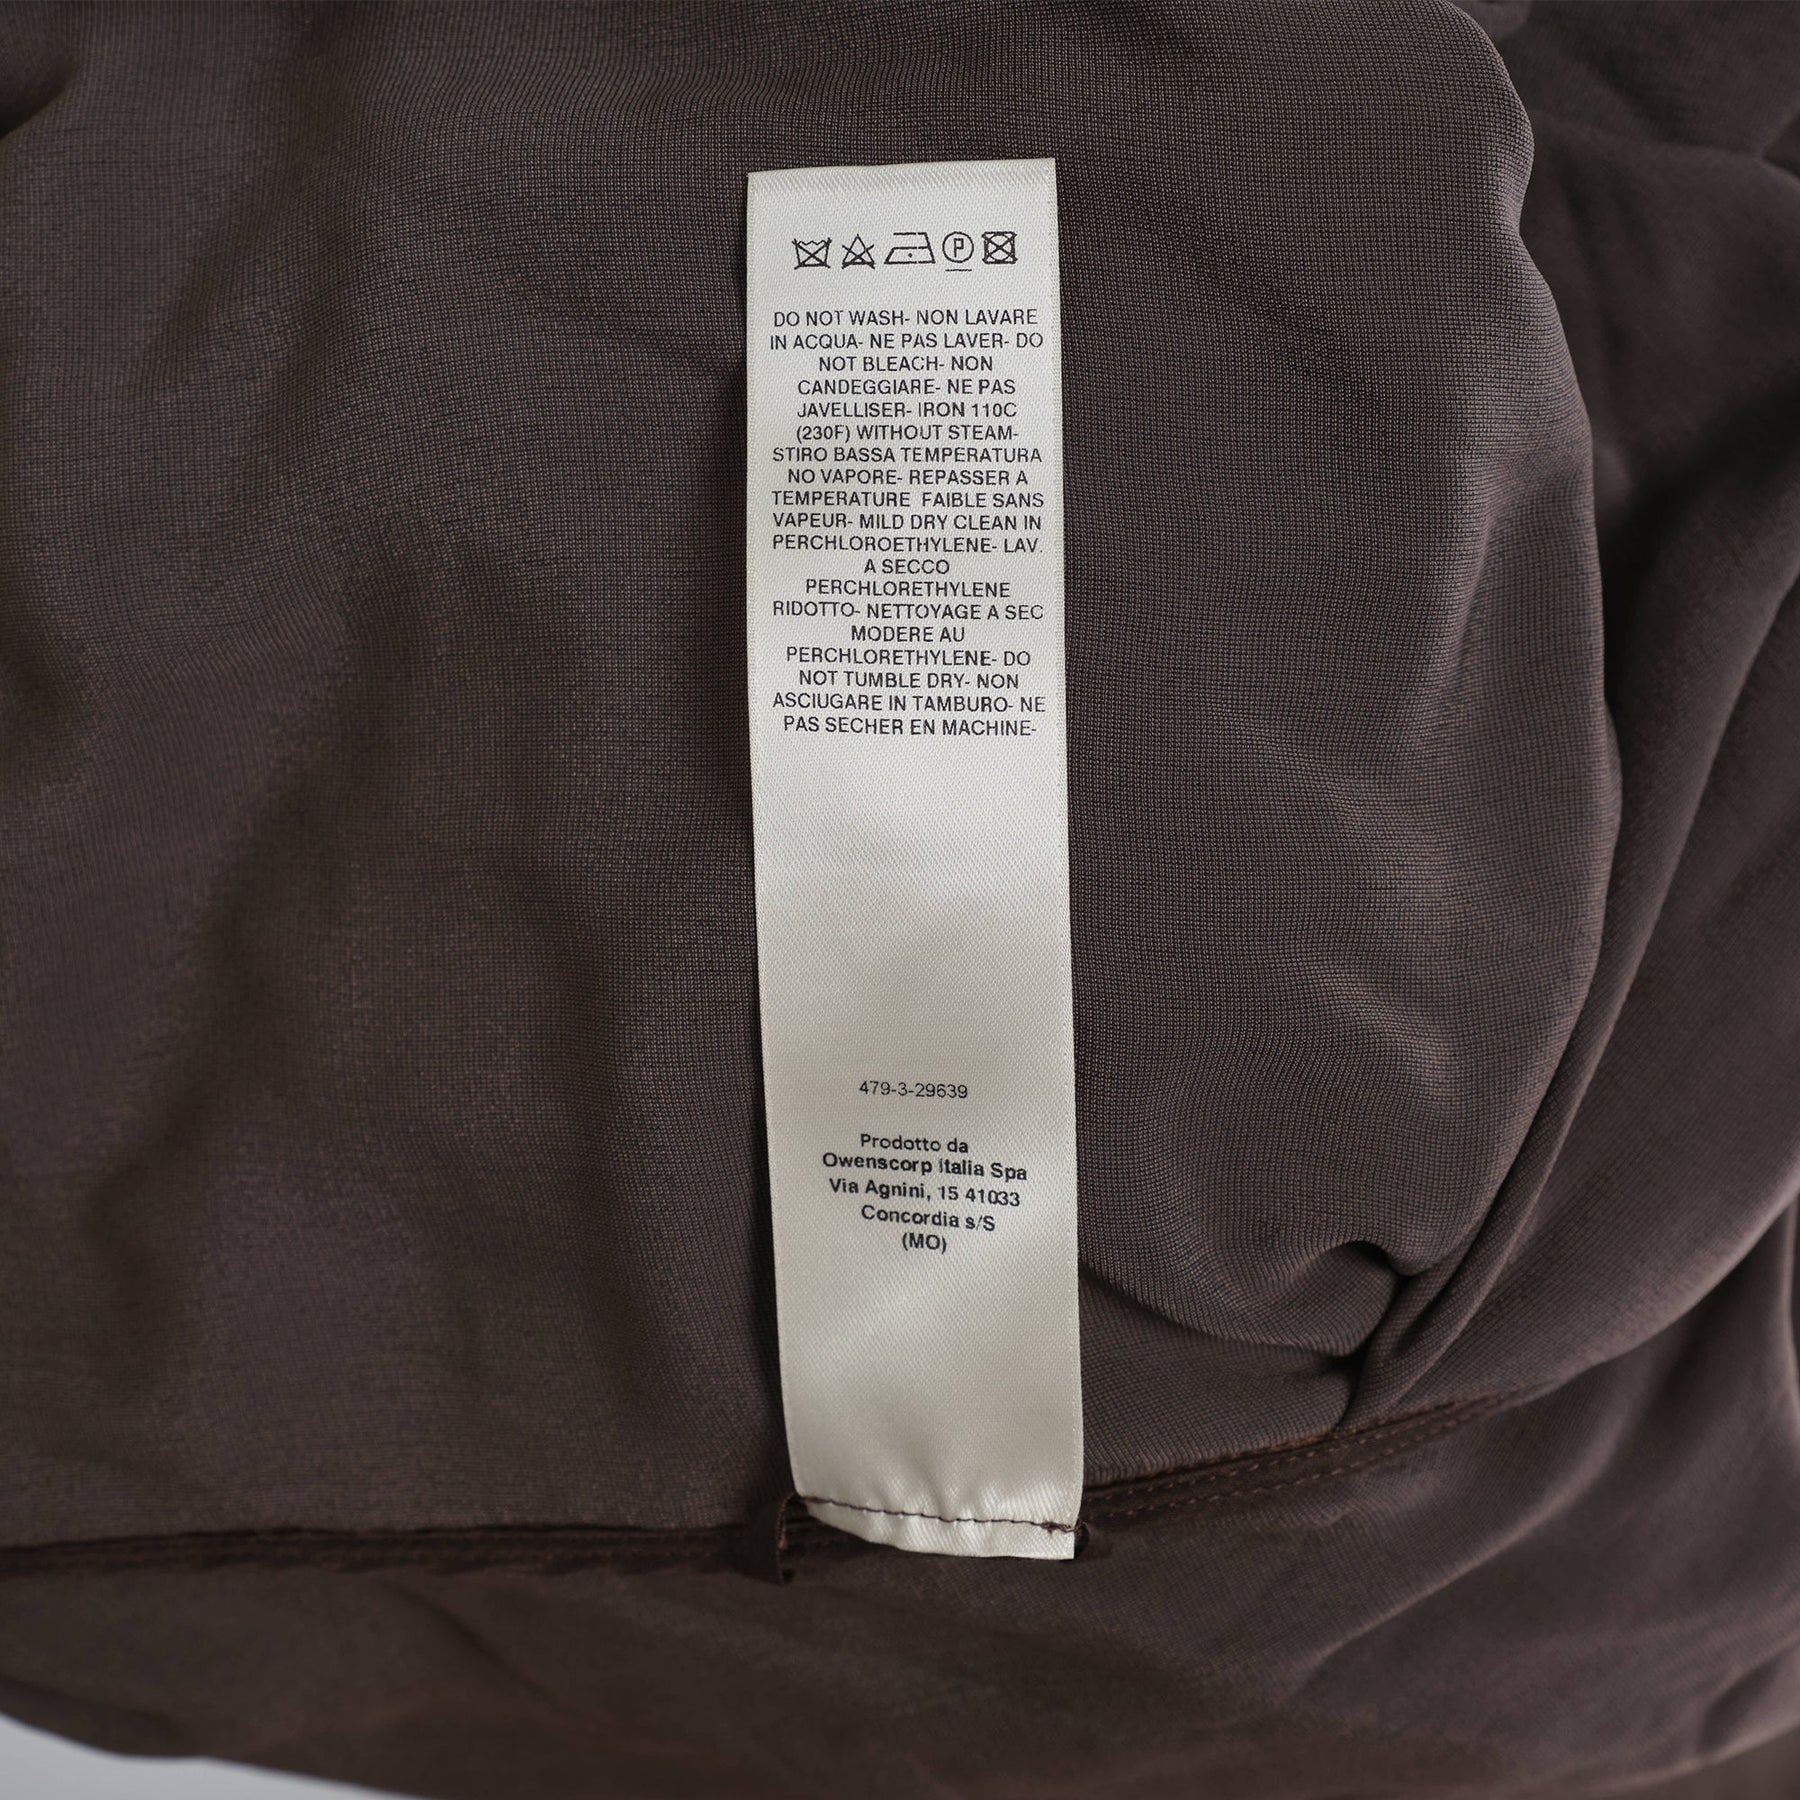 P
DO NOT WASH- NON LAVARE
IN ACQUA- NE PAS LAVER- DO
NOT BLEACH- NON
CANDEGGIARE- NE PAS
JAVELLISER- IRON 110C
(230F) WITHOUT STEAM-
STIRO BASSA TEMPERATURA
NO VAPORE- REPASSER A
TEMPERATURE FAIBLE SANS
VAPEUR- MILD DRY CLEAN IN
PERCHLOROETHYLENE- LAV.
A SECCO
PERCHLORETHYLENE
RIDOTTO- NETTOYAGE A SEC
MODERE AU
PERCHLORETHYLENE- DO
NOT TUMBLE DRY- NON
ASCIUGARE IN TAMBURO- NE
PAS SECHER EN MACHINE-
479-3-29639
Prodotto da
Owenscorp Italia Spa
Via Agnini, 15 41033
Concordia s/S
(MO)